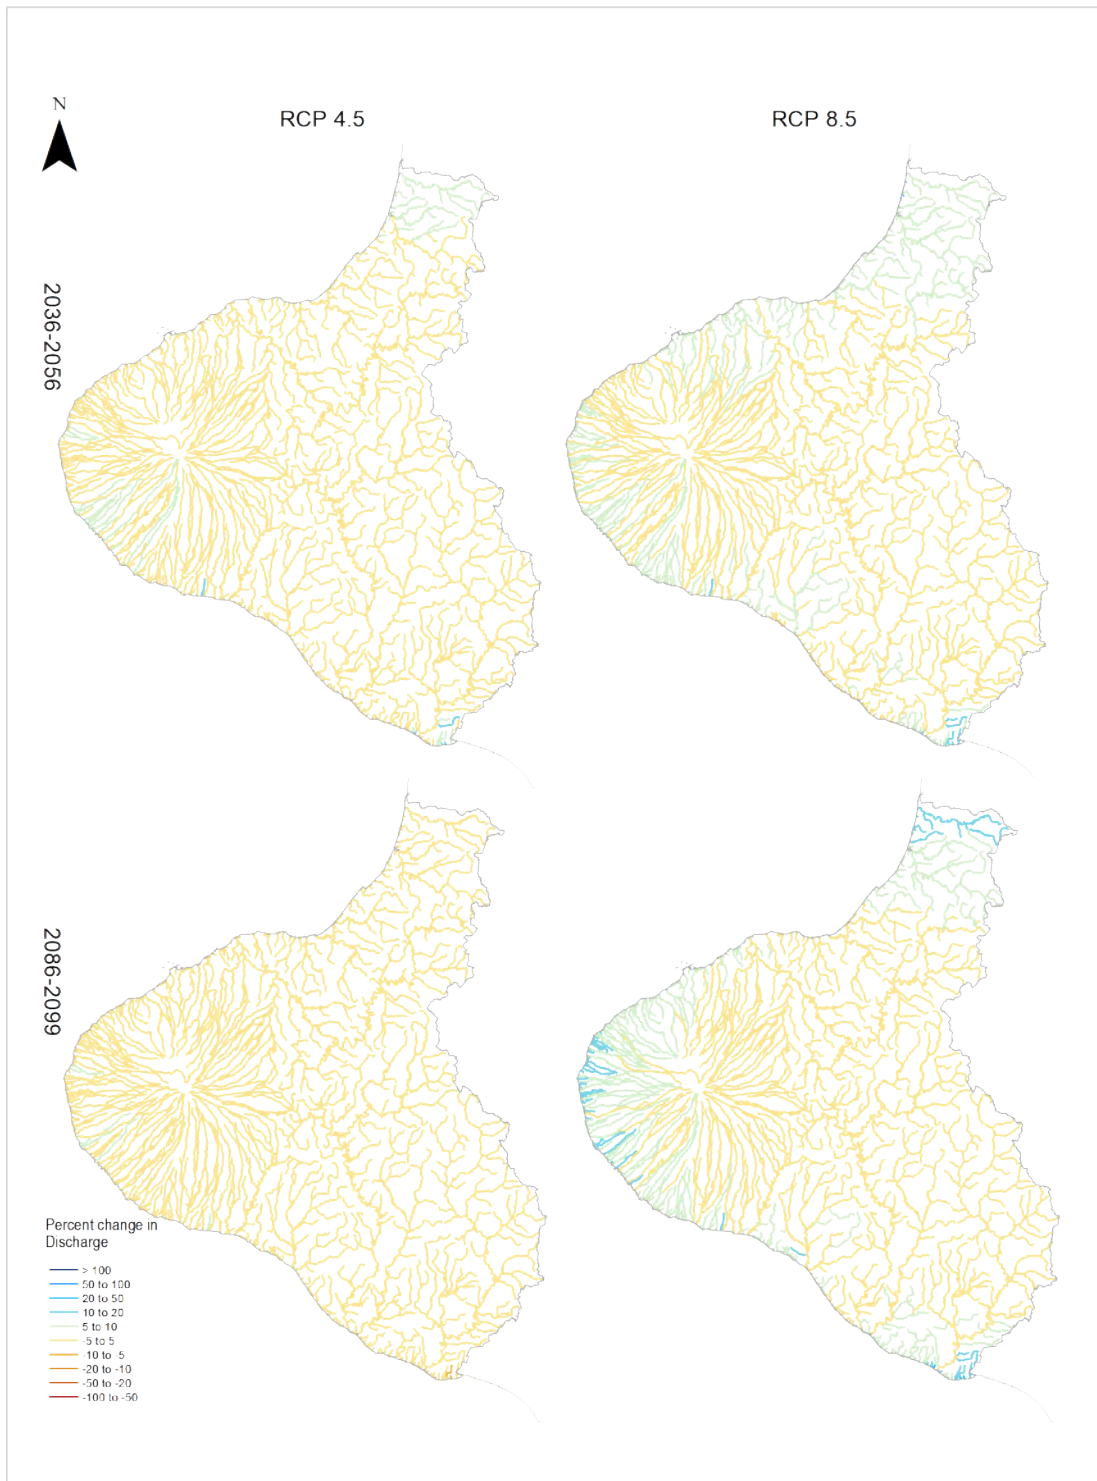 N
RCP 4.5
RCP 8.5
2036-2056
2086-2099
Percent change in
Discharge
> 100
50 to 100
20 to 50
10 to 20
5 to 10
-5 to 5
-10 to -5
-20 to -10
-50 to -20
-100 to -50